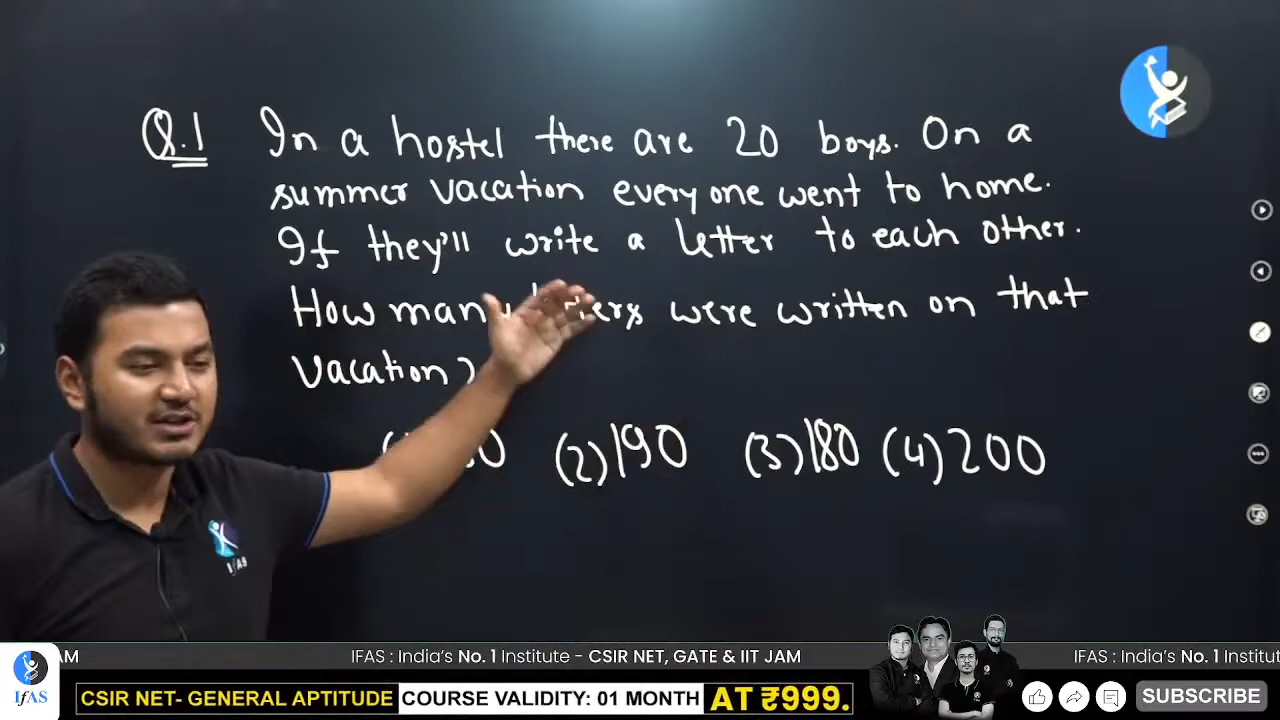 Q.1 In a hostel there are 20 boys. On a
summer vacation everyone went to home.
If they'll write a letter to each other.
How many were written on that
vacation?
(2) 190 (3) 180 (4) 200
IFAS : India's No. 1 Institute - CSIR NET, GATE & IIT JAM
IFAS : India's No. 1 Institut
IFAS
IFAS
CSIR NET- GENERAL APTITUDE COURSE VALIDITY: 01 MONTH AT ₹999.
SUBSCRIBE